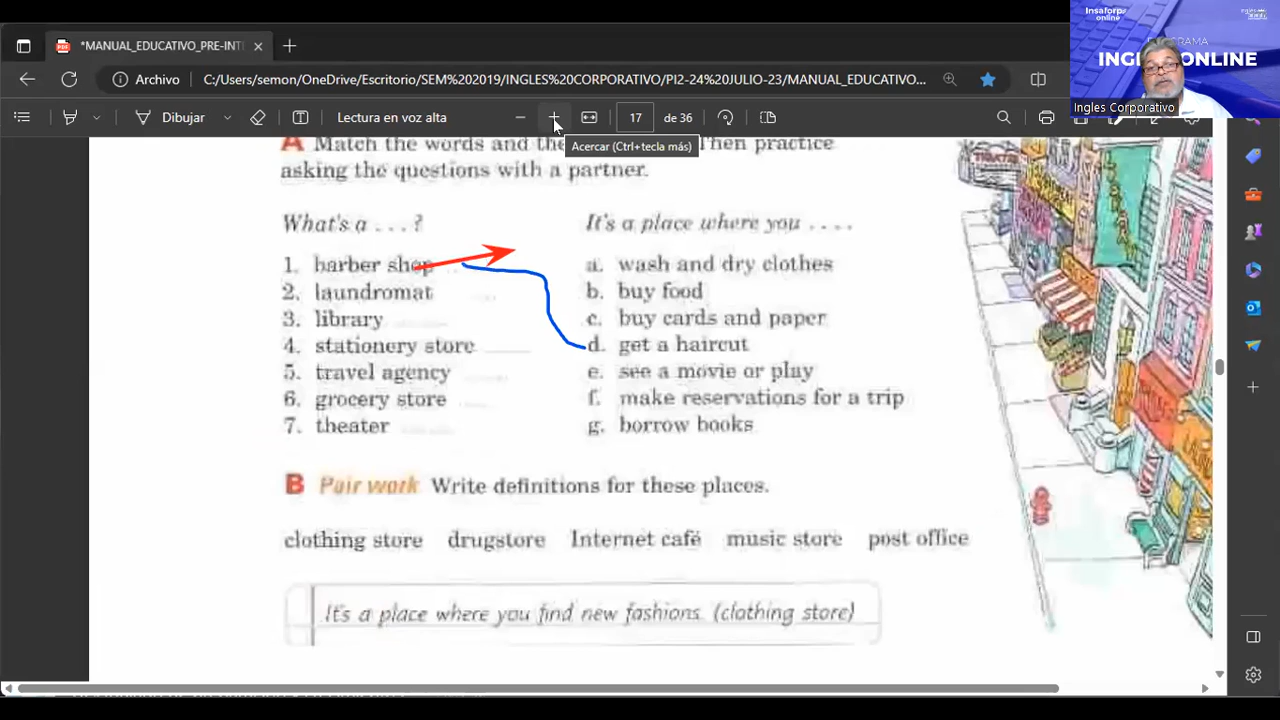 *MANUAL_EDUCATIVO_PRE-INT
Insaforp
online
INGL ONLINE
Ingles Corporativo
Archivo C:/Users/semon/OneDrive/Escritorio/SEM%202019/INGLES%20CORPORATIVO/PI2-24%20JULIO-23/MANUAL_EDUCATIVO...
Dibujar Lectura en voz alta 17 de 36
Acercar (Ctrl+tecla más)
A Match the words and the Then practice
asking the questions with a partner.
What's a . . . ? It's a place where you . . . .
1. barber shop a. wash and dry clothes
2. laundromat b. buy food
3. library c. buy cards and paper
4. stationery store d. get a haircut
5. travel agency e. see a movie or play
6. grocery store f. make reservations for a trip
7. theater g. borrow books
B Pair work Write definitions for these places.
clothing store drugstore Internet café music store post office
It's a place where you find new fashions. (clothing store)